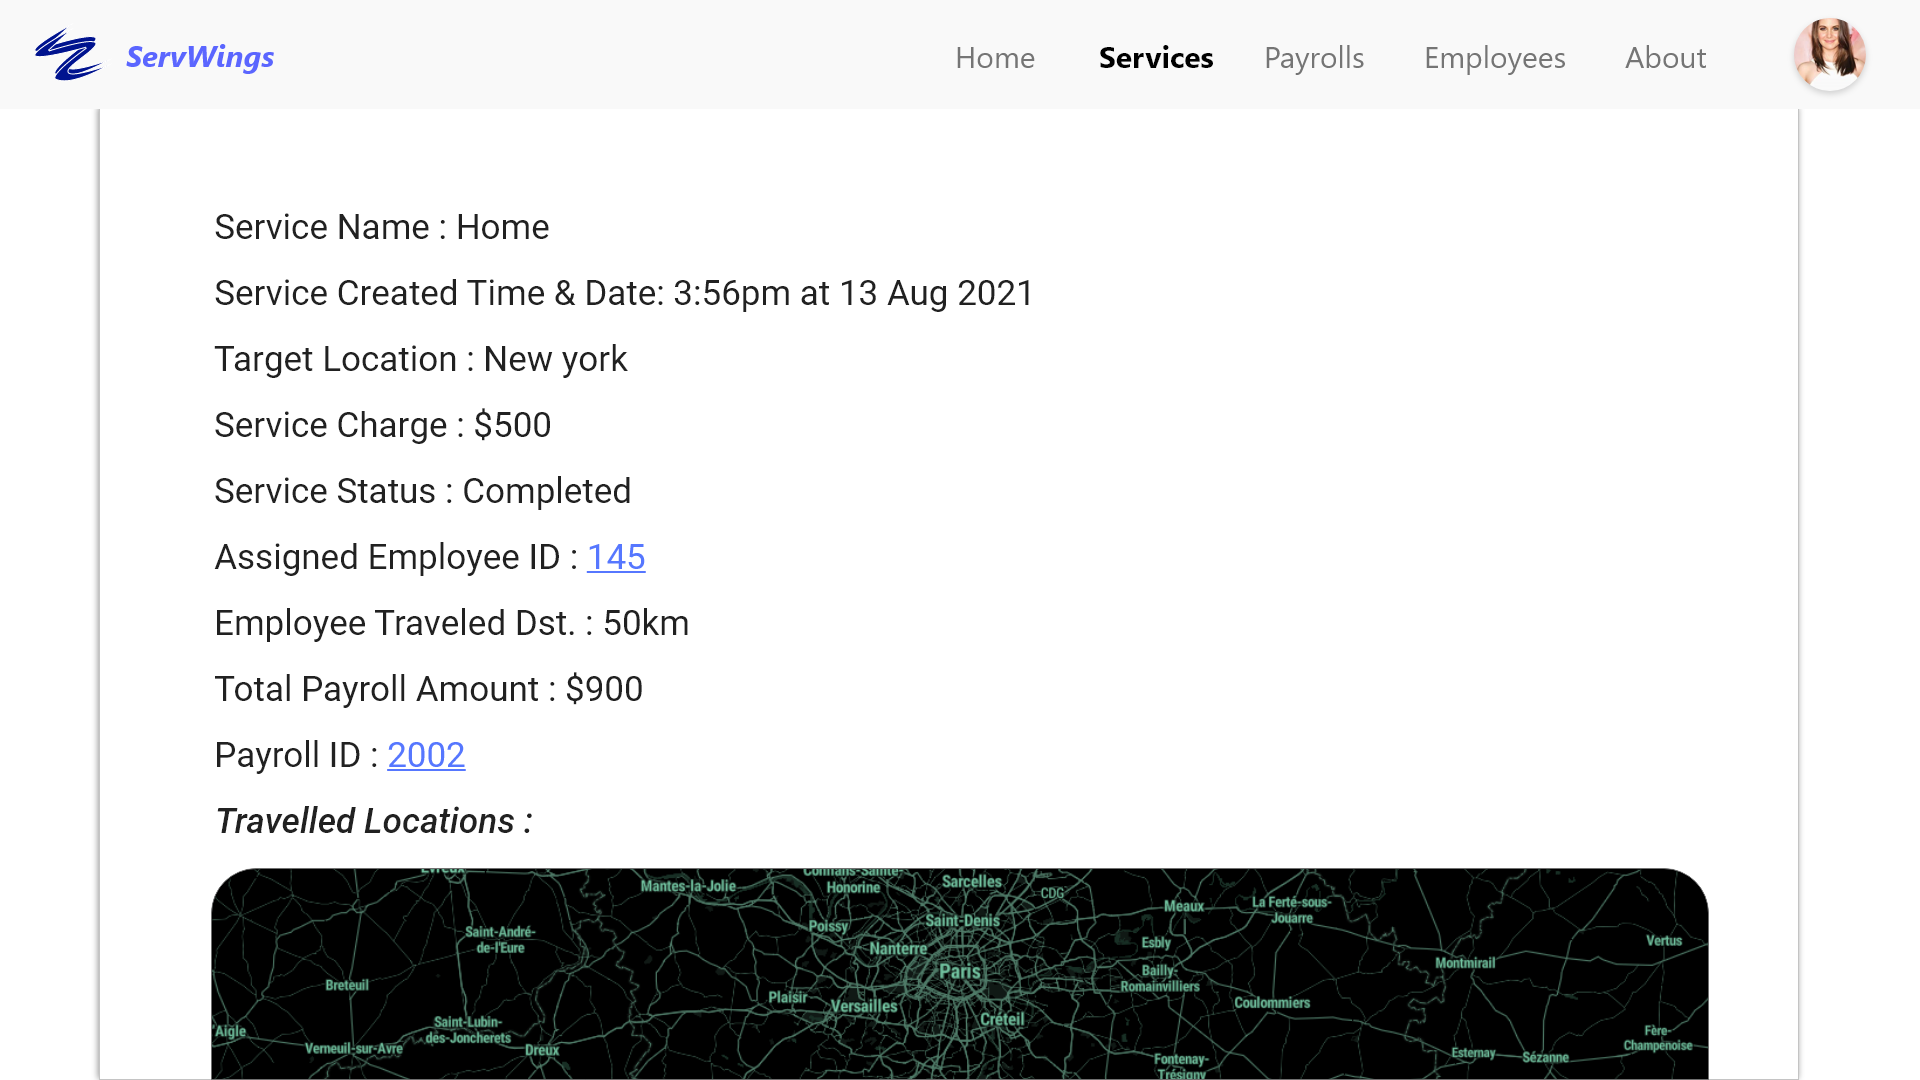 ServWings
Home Services Payrolls Employees About
Service Name : Home
Service Created Time & Date: 3:56pm at 13 Aug 2021
Target Location : New york
Service Charge : $500
Service Status : Completed
Assigned Employee ID : 145
Employee Traveled Dst. : 50km
Total Payroll Amount : $900
Payroll ID : 2002
Travelled Locations :
Evreux
Mantes-la-Jolie
Conflans-Sainte-
Honorine
Sarcelles
CDG
Meaux
La Ferté-sous-
Jouarre
Saint-André-
de-l'Eure
Poissy
Saint-Denis
Nanterre
Esbly
Vertus
Montmirail
Paris
Bailly-
Romainvilliers
Breteuil
Plaisir
Versailles
Coulommiers
Créteil
L'Aigle
Saint-Lubin-
des-Joncherets
Verneuil-sur-Avre
Dreux
Fère-
Champenoise
Esternay
Sézanne
Fontenay-
Trésigny